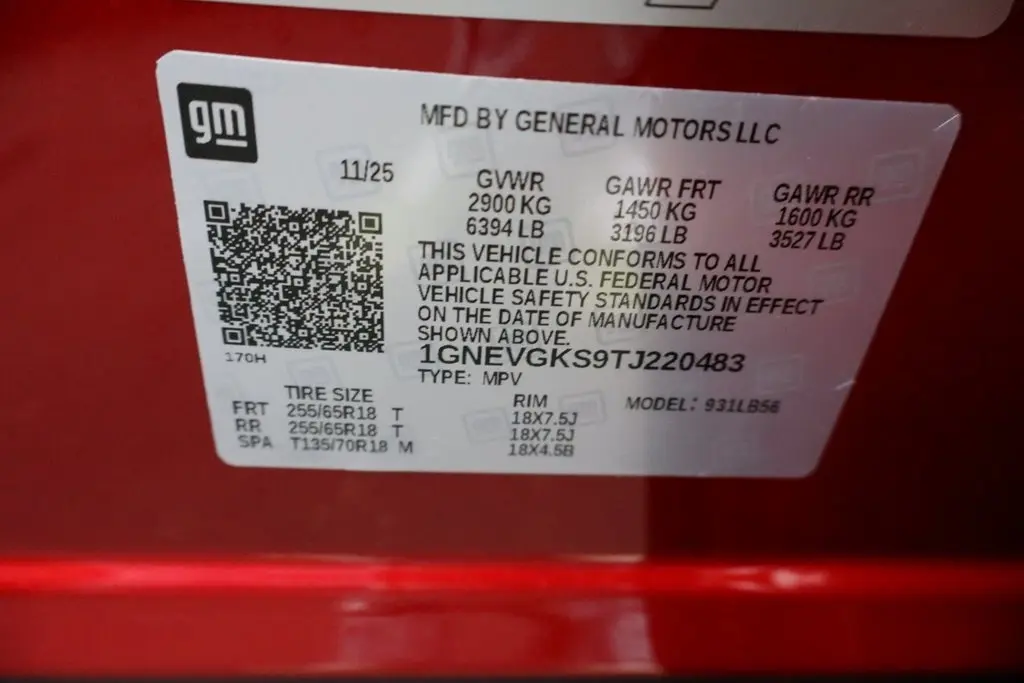 gm
MFD BY GENERAL MOTORS LLC
11/25
GVWR GAWR FRT GAWR RR
2900 KG 1450 KG 1600 KG
6394 LB 3196 LB 3527 LB
THIS VEHICLE CONFORMS TO ALL
APPLICABLE U.S. FEDERAL MOTOR
VEHICLE SAFETY STANDARDS IN EFFECT
ON THE DATE OF MANUFACTURE
SHOWN ABOVE.
1GNEVGKS9TJ220483
170H
TYPE: MPV
TIRE SIZE RIM MODEL: 931LB56
FRT 255/65R18 T 18X7.5J
RR 255/65R18 T 18X7.5J
SPA T135/70R18 M 18X4.5B